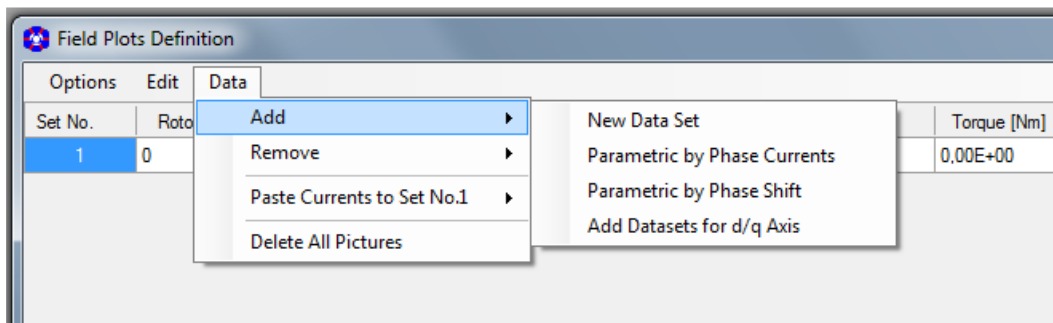 Field Plots Definition
Options Edit Data
Set No. Roto Torque [Nm]
1 0 0,00E+00
Add
Remove
Paste Currents to Set No.1
Delete All Pictures
New Data Set
Parametric by Phase Currents
Parametric by Phase Shift
Add Datasets for d/q Axis